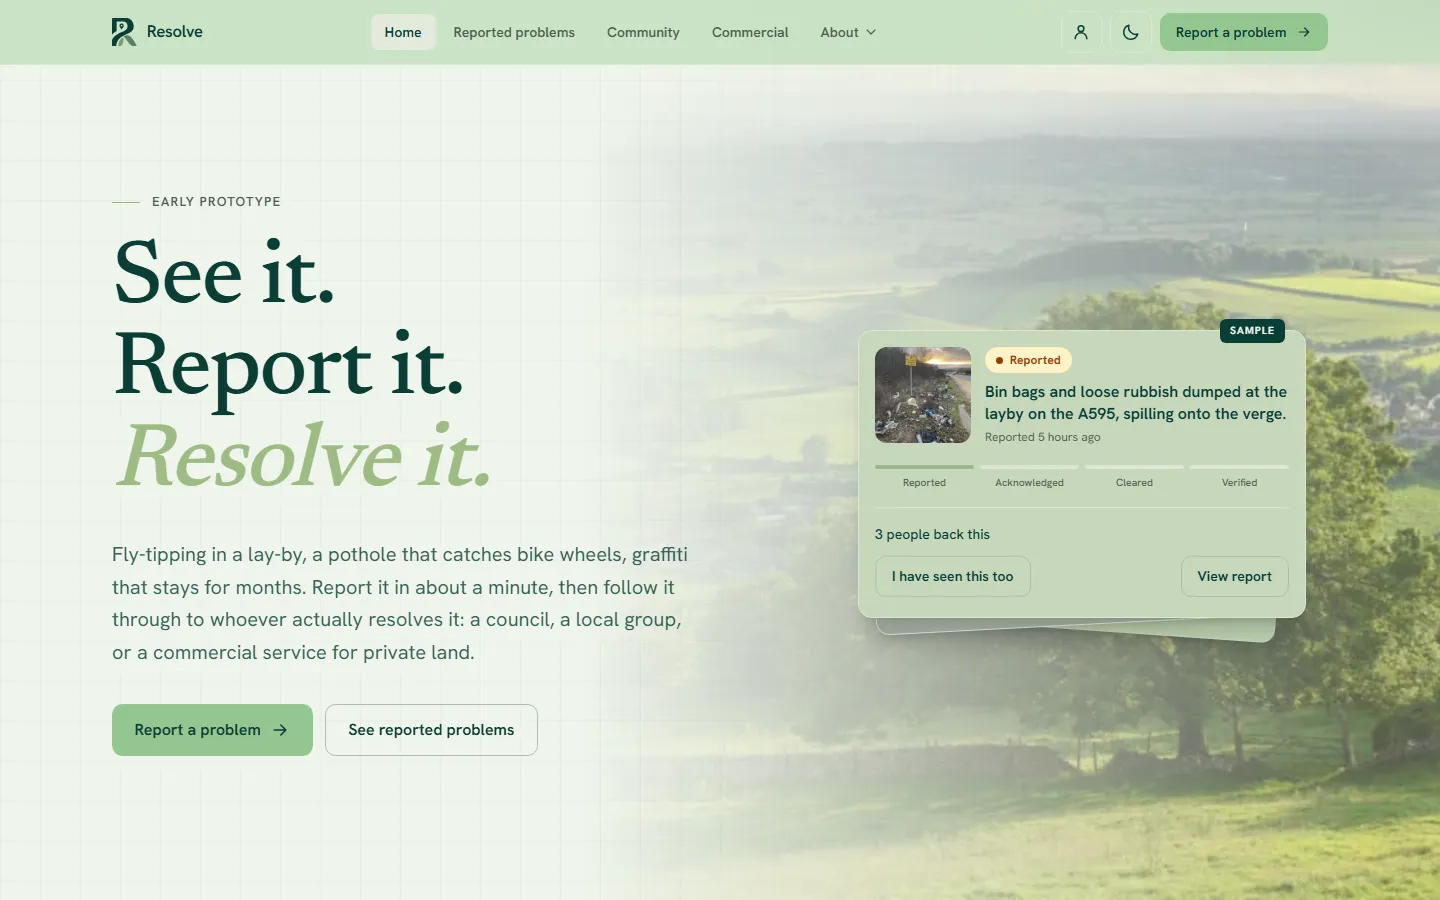 Resolve
Home
Reported problems
Community
Commercial
About
Report a problem
EARLY PROTOTYPE
See it.
Report it.
Resolve it.
Fly-tipping in a lay-by, a pothole that catches bike wheels, graffiti
that stays for months. Report it in about a minute, then follow it
through to whoever actually resolves it: a council, a local group,
or a commercial service for private land.
Report a problem
See reported problems
SAMPLE
Reported
Bin bags and loose rubbish dumped at the
layby on the A595, spilling onto the verge.
Reported 5 hours ago
Reported
Acknowledged
Cleared
Verified
3 people back this
I have seen this too
View report